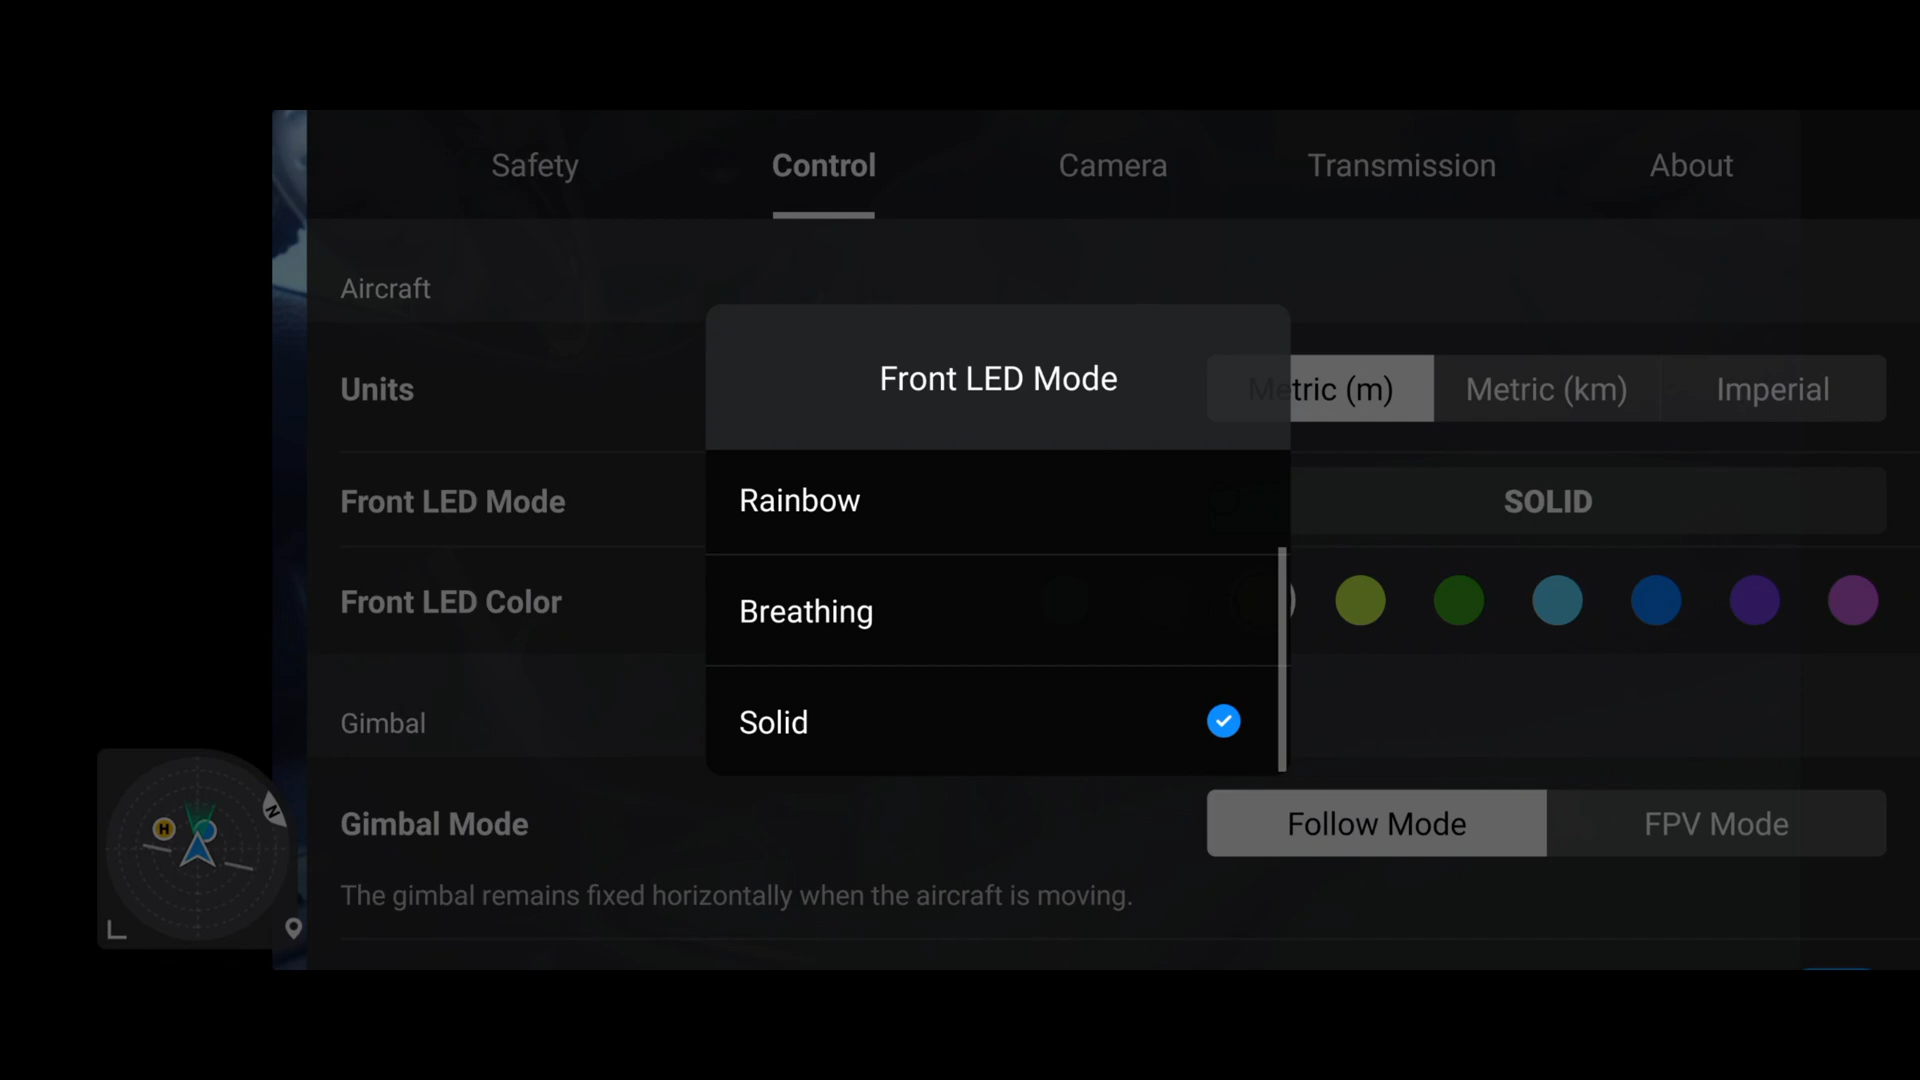 Safety
Control
Camera
Transmission
About
Aircraft
Units
Metric (m)
Metric (km)
Imperial
Front LED Mode
SOLID
Front LED Color
Front LED Mode
Rainbow
Breathing
Solid
Gimbal
Gimbal Mode
Follow Mode
FPV Mode
The gimbal remains fixed horizontally when the aircraft is moving.
H
N
L